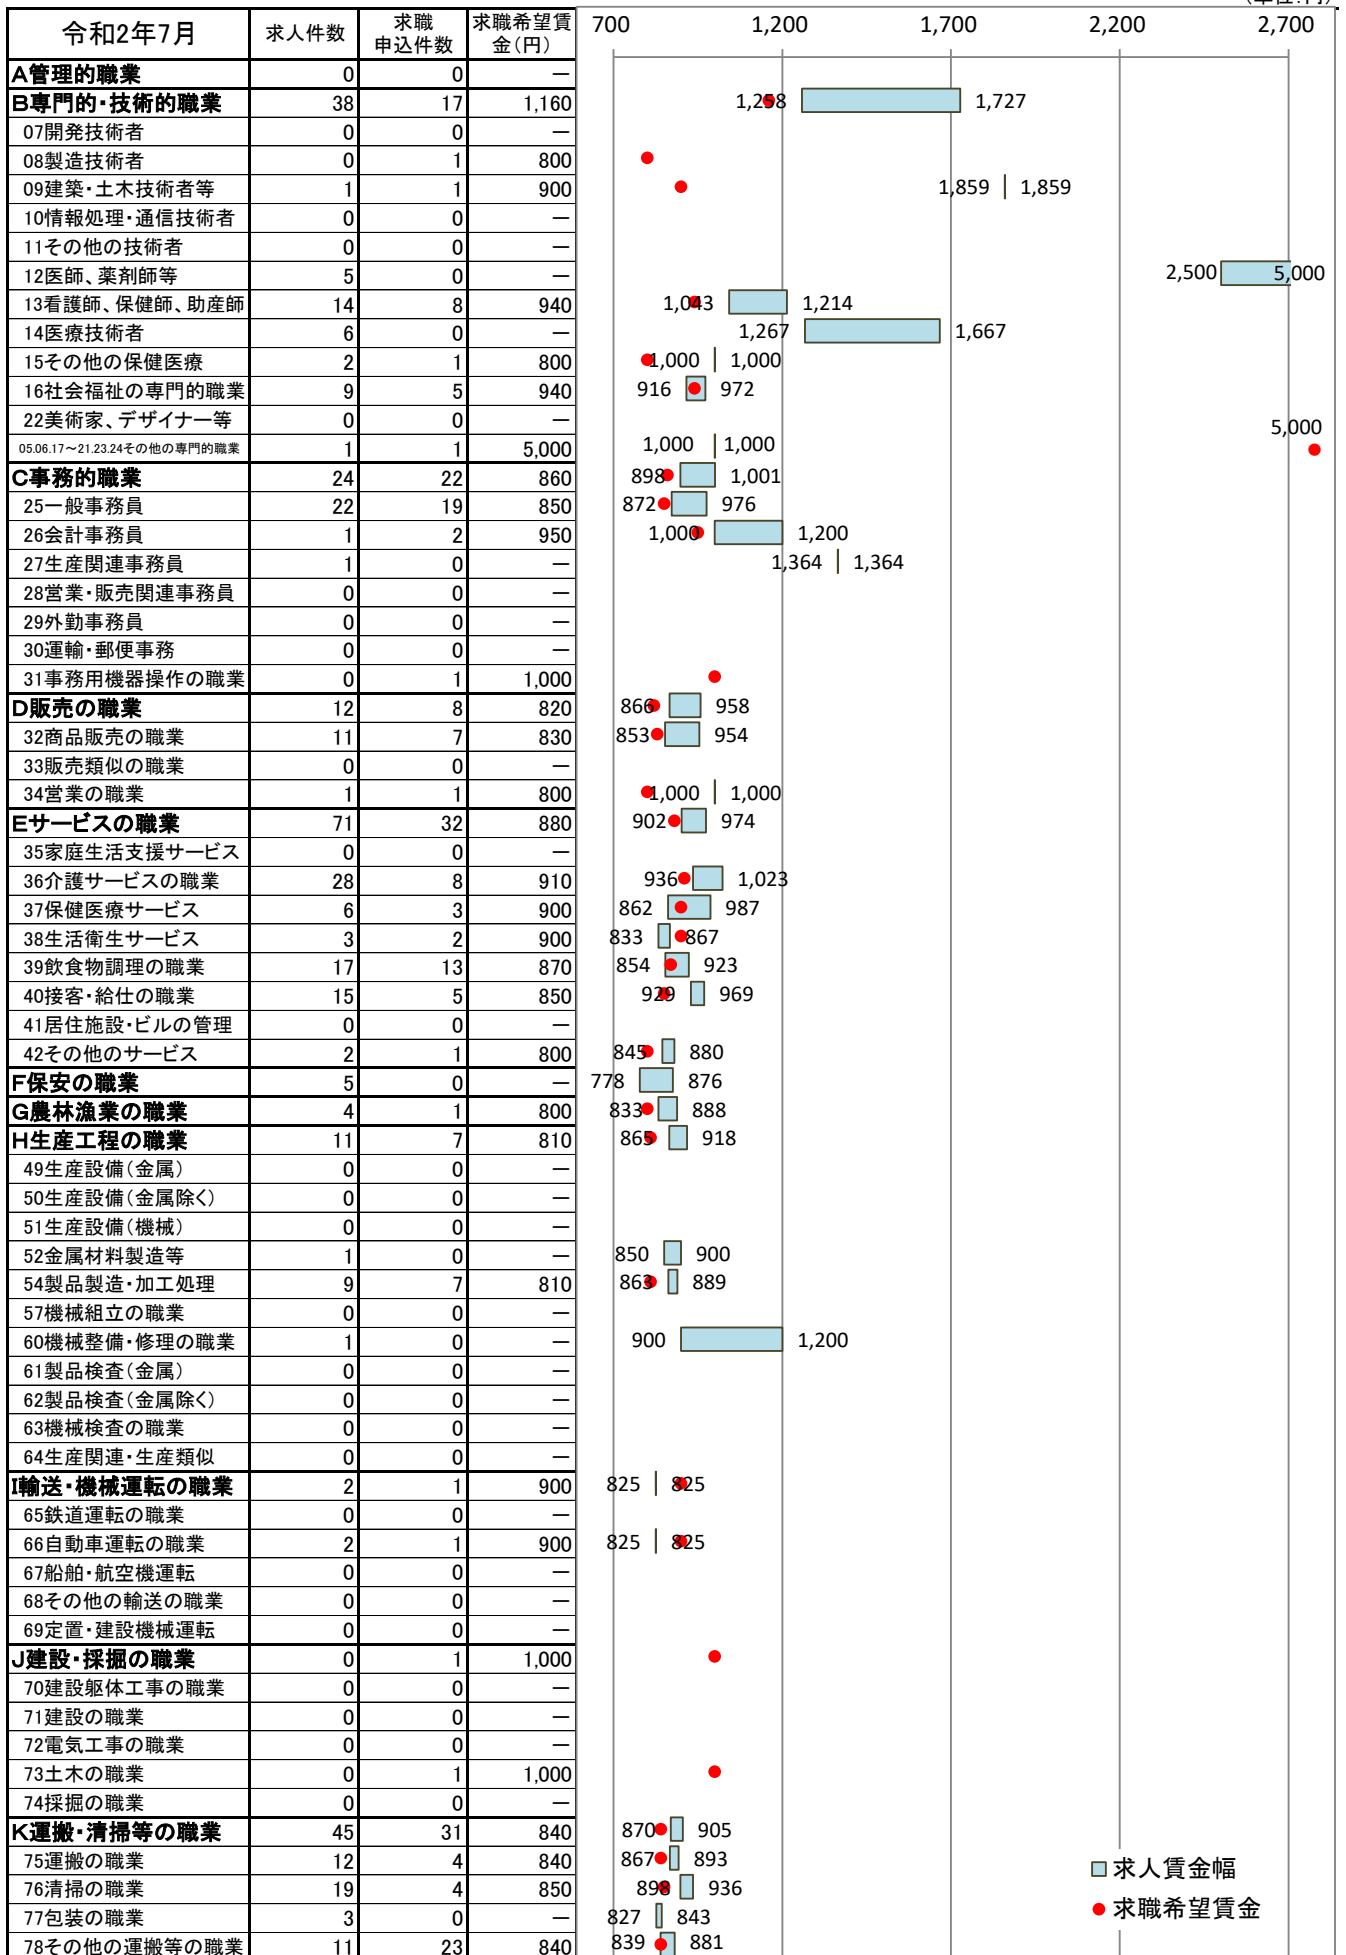 (単位:円)
令和2年7月 求人件数 求職申込件数 求職希望賃金(円) 700 1,200 1,700 2,200 2,700
A管理的職業 0 0 ―
B専門的・技術的職業 38 17 1,160 1,258 1,727
07開発技術者 0 0 ―
08製造技術者 0 1 800
09建築・土木技術者等 1 1 900 1,859 1,859
10情報処理・通信技術者 0 0 ―
11その他の技術者 0 0 ―
12医師、薬剤師等 5 0 ― 2,500 5,000
13看護師、保健師、助産師 14 8 940 1,043 1,214
14医療技術者 6 0 ― 1,267 1,667
15その他の保健医療 2 1 800 1,000 1,000
16社会福祉の専門的職業 9 5 940 916 972
22美術家、デザイナー等 0 0 ―
05.06.17～21.23.24その他の専門的職業 1 1 5,000 1,000 1,000 5,000
C事務的職業 24 22 860 898 1,001
25一般事務員 22 19 850 872 976
26会計事務員 1 2 950 1,000 1,200
27生産関連事務員 1 0 ― 1,364 1,364
28営業・販売関連事務員 0 0 ―
29外勤事務員 0 0 ―
30運輸・郵便事務 0 0 ―
31事務用機器操作の職業 0 1 1,000
D販売の職業 12 8 820 866 958
32商品販売の職業 11 7 830 853 954
33販売類似の職業 0 0 ―
34営業の職業 1 1 800 1,000 1,000
Eサービスの職業 71 32 880 902 974
35家庭生活支援サービス 0 0 ―
36介護サービスの職業 28 8 910 936 1,023
37保健医療サービス 6 3 900 862 987
38生活衛生サービス 3 2 900 833 867
39飲食物調理の職業 17 13 870 854 923
40接客・給仕の職業 15 5 850 929 969
41居住施設・ビルの管理 0 0 ―
42その他のサービス 2 1 800 845 880
F保安の職業 5 0 ― 778 876
G農林漁業の職業 4 1 800 833 888
H生産工程の職業 11 7 810 865 918
49生産設備(金属) 0 0 ―
50生産設備(金属除く) 0 0 ―
51生産設備(機械) 0 0 ―
52金属材料製造等 1 0 ― 850 900
54製品製造・加工処理 9 7 810 863 889
57機械組立の職業 0 0 ―
60機械整備・修理の職業 1 0 ― 900 1,200
61製品検査(金属) 0 0 ―
62製品検査(金属除く) 0 0 ―
63機械検査の職業 0 0 ―
64生産関連・生産類似 0 0 ―
I輸送・機械運転の職業 2 1 900 825 825
65鉄道運転の職業 0 0 ―
66自動車運転の職業 2 1 900 825 825
67船舶・航空機運転 0 0 ―
68その他の輸送の職業 0 0 ―
69定置・建設機械運転 0 0 ―
J建設・採掘の職業 0 1 1,000
70建設躯体工事の職業 0 0 ―
71建設の職業 0 0 ―
72電気工事の職業 0 0 ―
73土木の職業 0 1 1,000
74採掘の職業 0 0 ―
K運搬・清掃等の職業 45 31 840 870 905
75運搬の職業 12 4 840 867 893
76清掃の職業 19 4 850 898 936
77包装の職業 3 0 ― 827 843
78その他の運搬等の職業 11 23 840 839 881
求人賃金幅
求職希望賃金